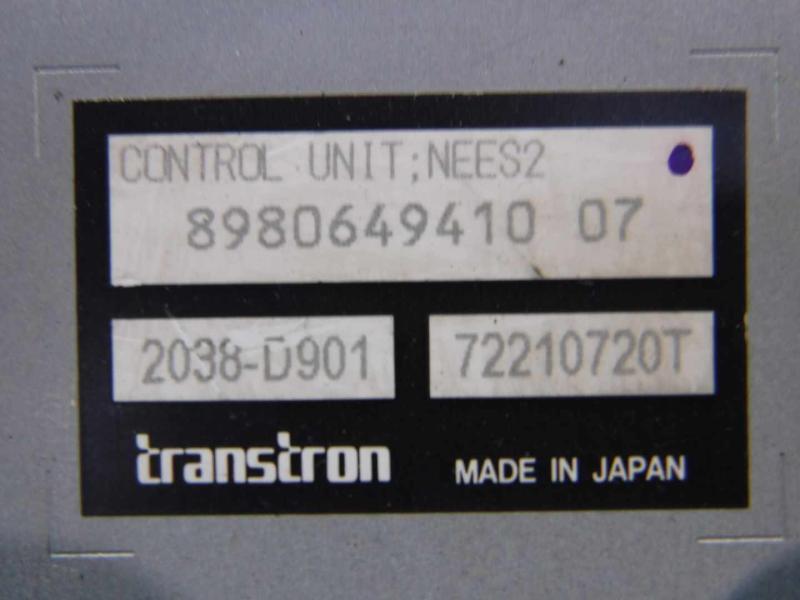 CONTROL UNIT;NEES2
8980649410 07
2038-D901 72210720T
transtron MADE IN JAPAN